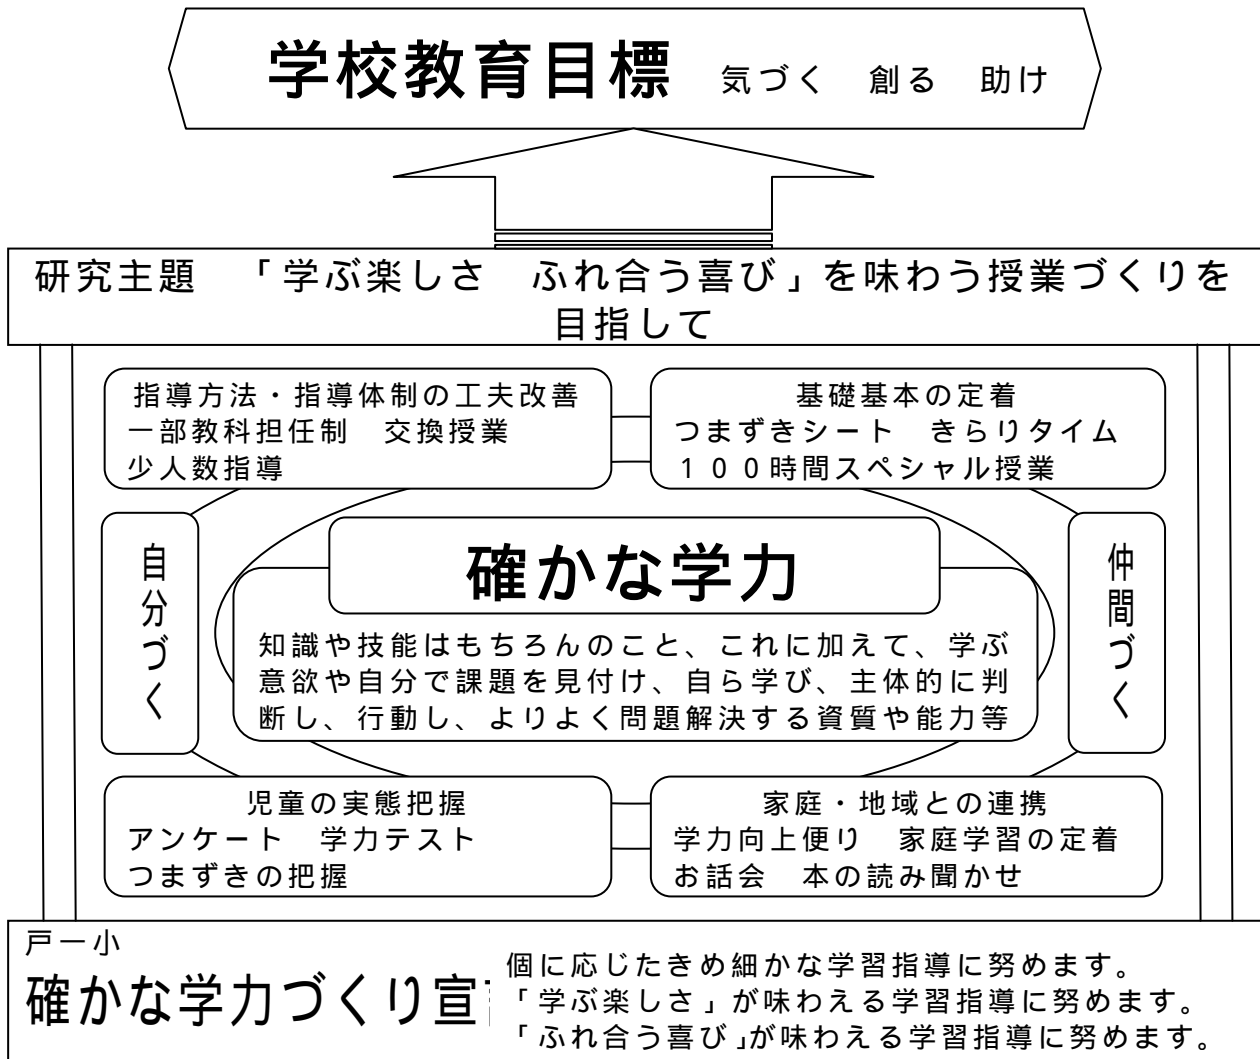 学校教育目標　気づく　創る　助け
研究主題　「学ぶ楽しさ　ふれ合う喜び」を味わう授業づくりを
目指して
指導方法・指導体制の工夫改善
一部教科担任制　交換授業
少人数指導
基礎基本の定着
つまずきシート　きらりタイム
１００時間スペシャル授業
自分づく
確かな学力
知識や技能はもちろんのこと、これに加えて、学ぶ
意欲や自分で課題を見付け、自ら学び、主体的に判
断し、行動し、よりよく問題解決する資質や能力等
仲間づく
児童の実態把握
アンケート　学力テスト
つまずきの把握
家庭・地域との連携
学力向上便り　家庭学習の定着
お話会　本の読み聞かせ
戸一小
確かな学力づくり宣
個に応じたきめ細かな学習指導に努めます。
「学ぶ楽しさ」が味わえる学習指導に努めます。
「ふれ合う喜び」が味わえる学習指導に努めます。